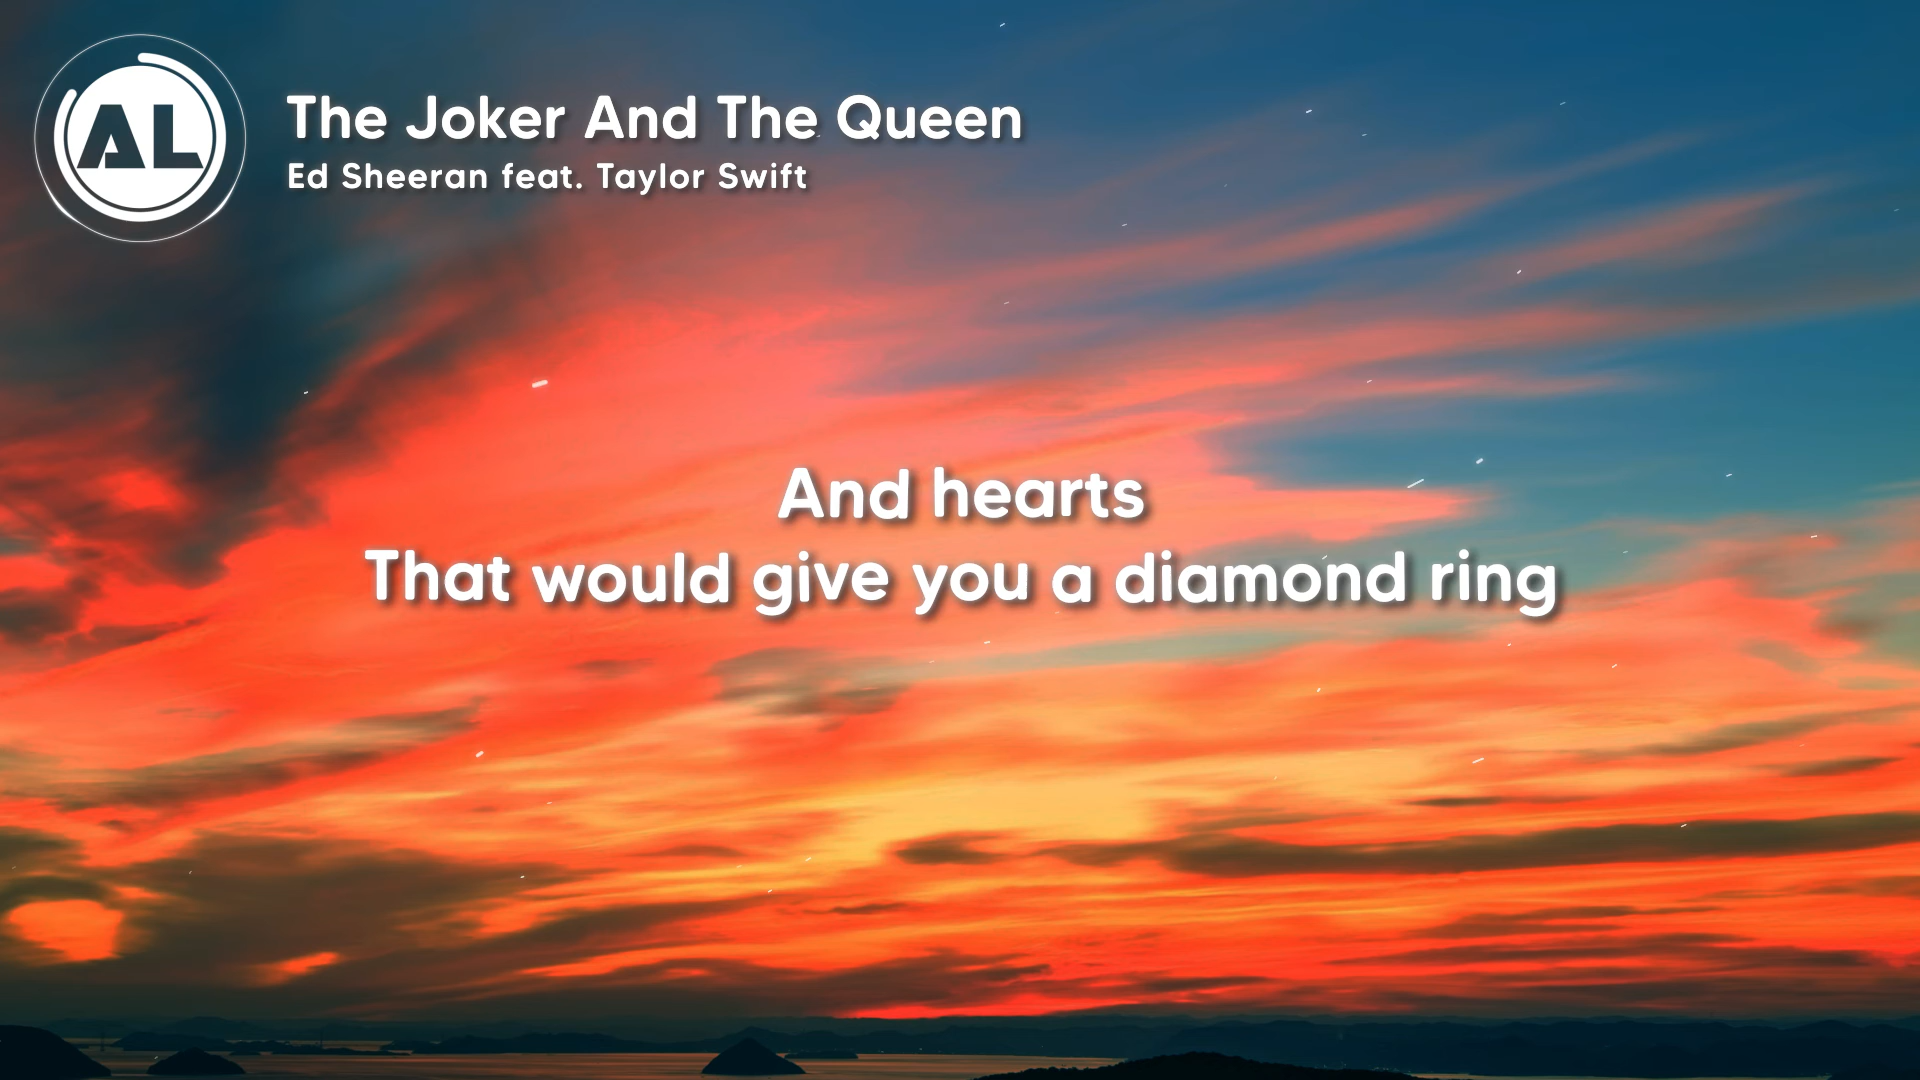 AL
The Joker And The Queen
Ed Sheeran feat. Taylor Swift
And hearts
That would give you a diamond ring